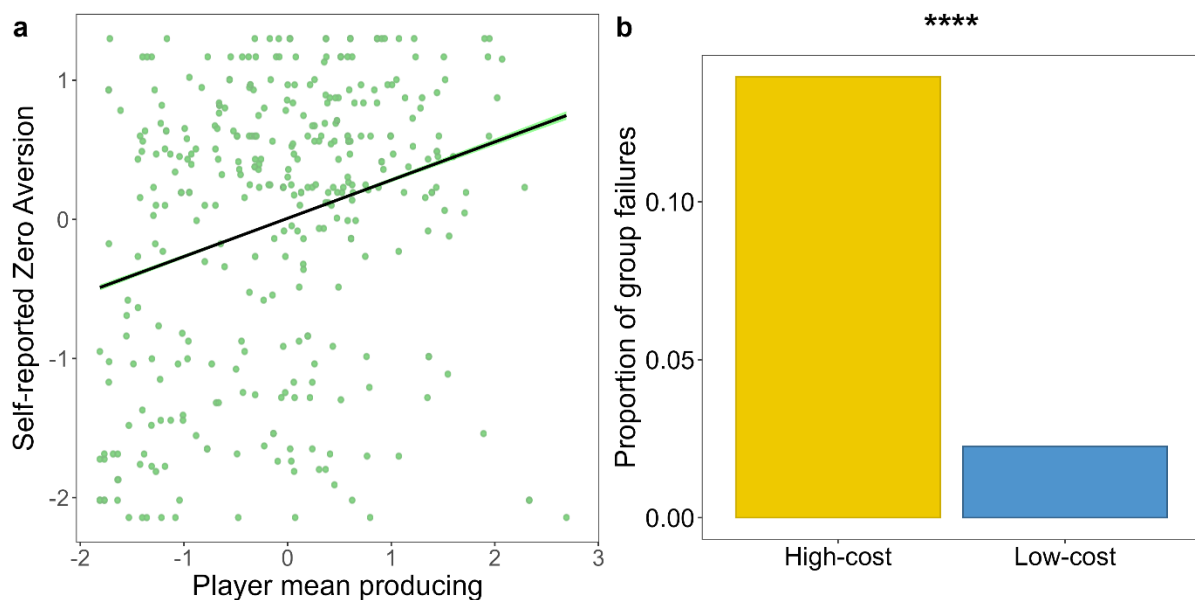 a
Self-reported Zero Aversion
1
0
-1
-2
-2
-1
0
1
2
3
Player mean producing
b
****
Proportion of group failures
0.10
0.05
0.00
High-cost
Low-cost